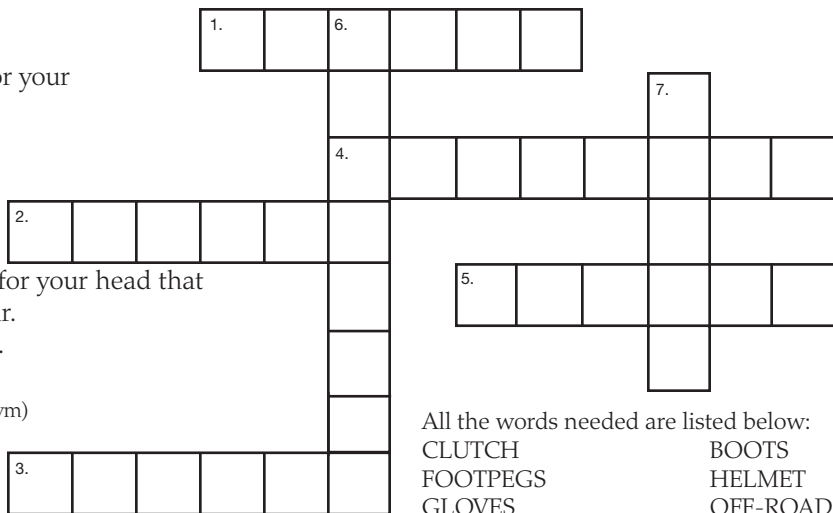 1.
6.
or your
7.
4.
2.
for your head that
5.
r.
.
ym)
All the words needed are listed below:
CLUTCH BOOTS
FOOTPEGS HELMET
3.
GLOVES OFF-ROAD